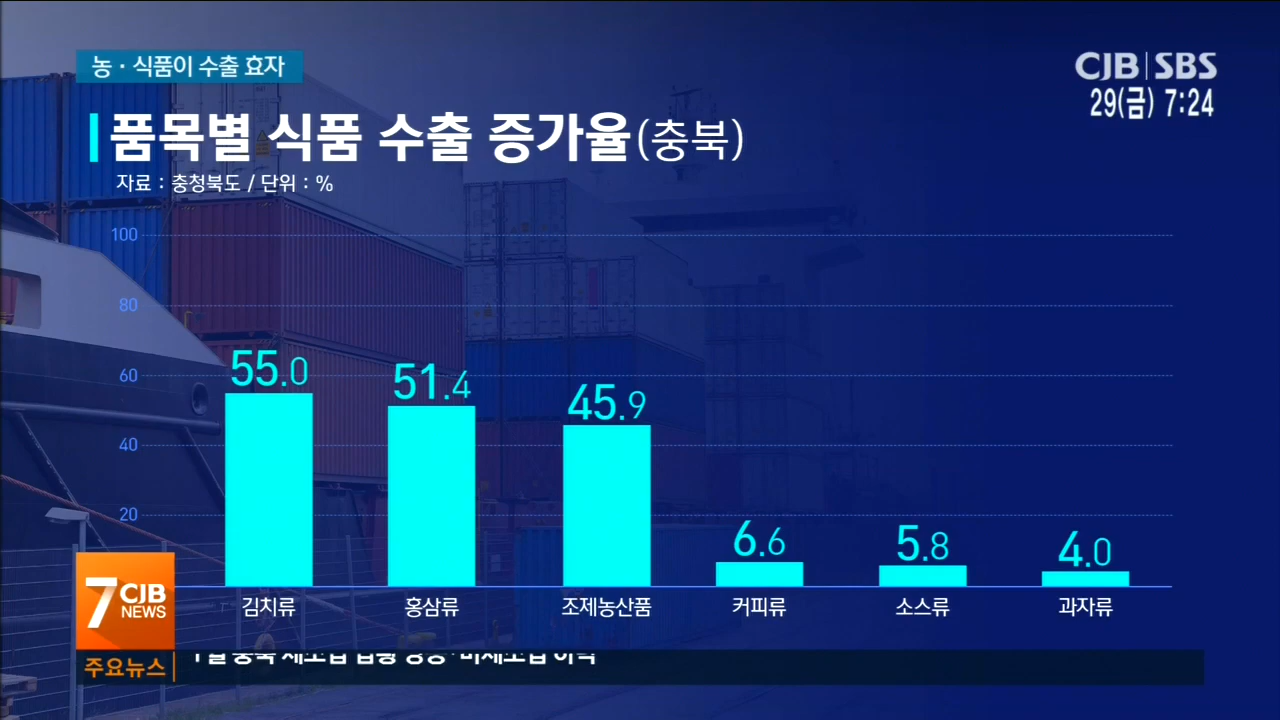 농·식품이 수출 효자
CJB SBS
29(금) 7:24
품목별 식품 수출 증가율(충북)
자료 : 충청북도 / 단위 : %
100
80
60
40
20
55.0
51.4
45.9
6.6
5.8
4.0
김치류
홍삼류
조제농산품
커피류
소스류
과자류
7 CJB
NEWS
주요뉴스